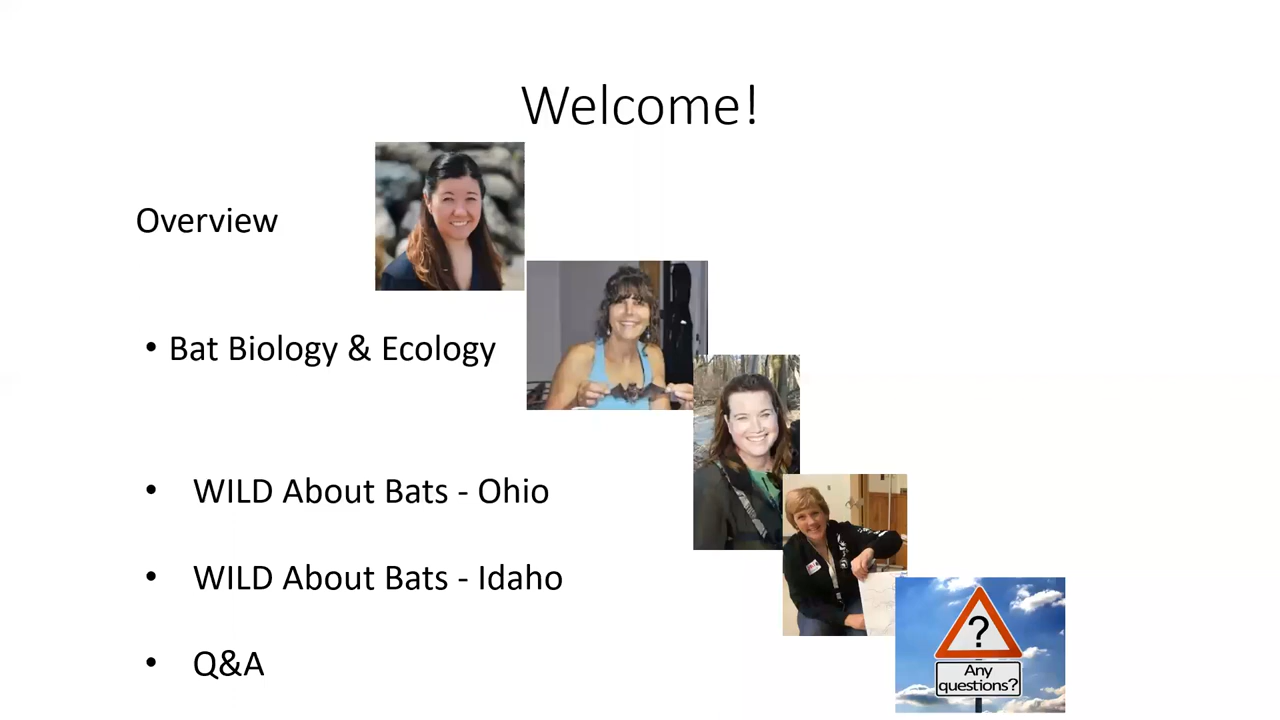 Welcome!
Overview
• Bat Biology & Ecology
• WILD About Bats - Ohio
• WILD About Bats - Idaho
• Q&A
?
Any
questions?